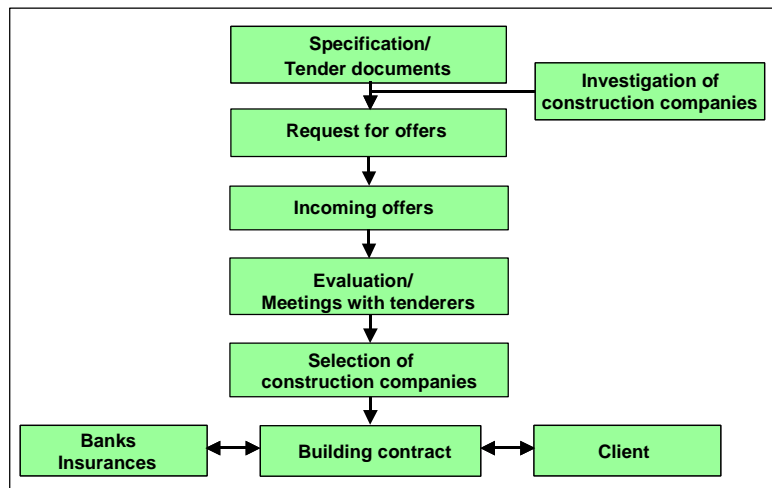 Specification/
Tender documents
Investigation of
construction companies
Request for offers
Incoming offers
Evaluation/
Meetings with tenderers
Selection of
construction companies
Banks
Insurances
Building contract
Client